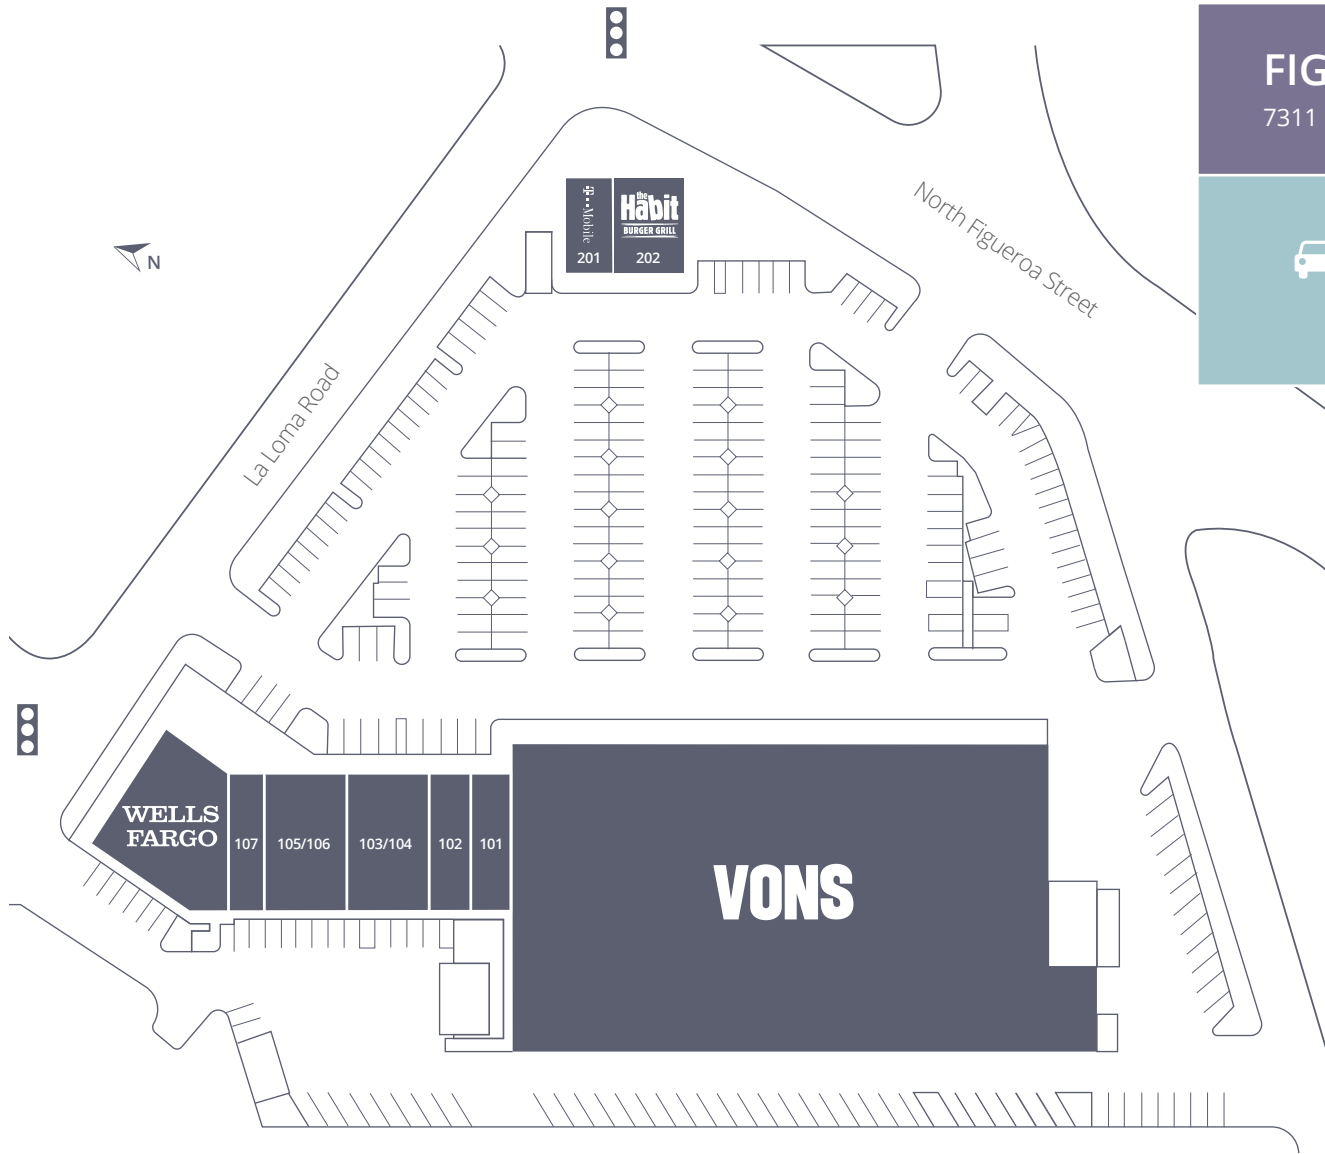 FIG
7311
T··Mobile
201
the
Habit
BURGER GRILL
202
North Figueroa Street
N
La Loma Road
WELLS
FARGO
107
105/106
103/104
102
101
VONS